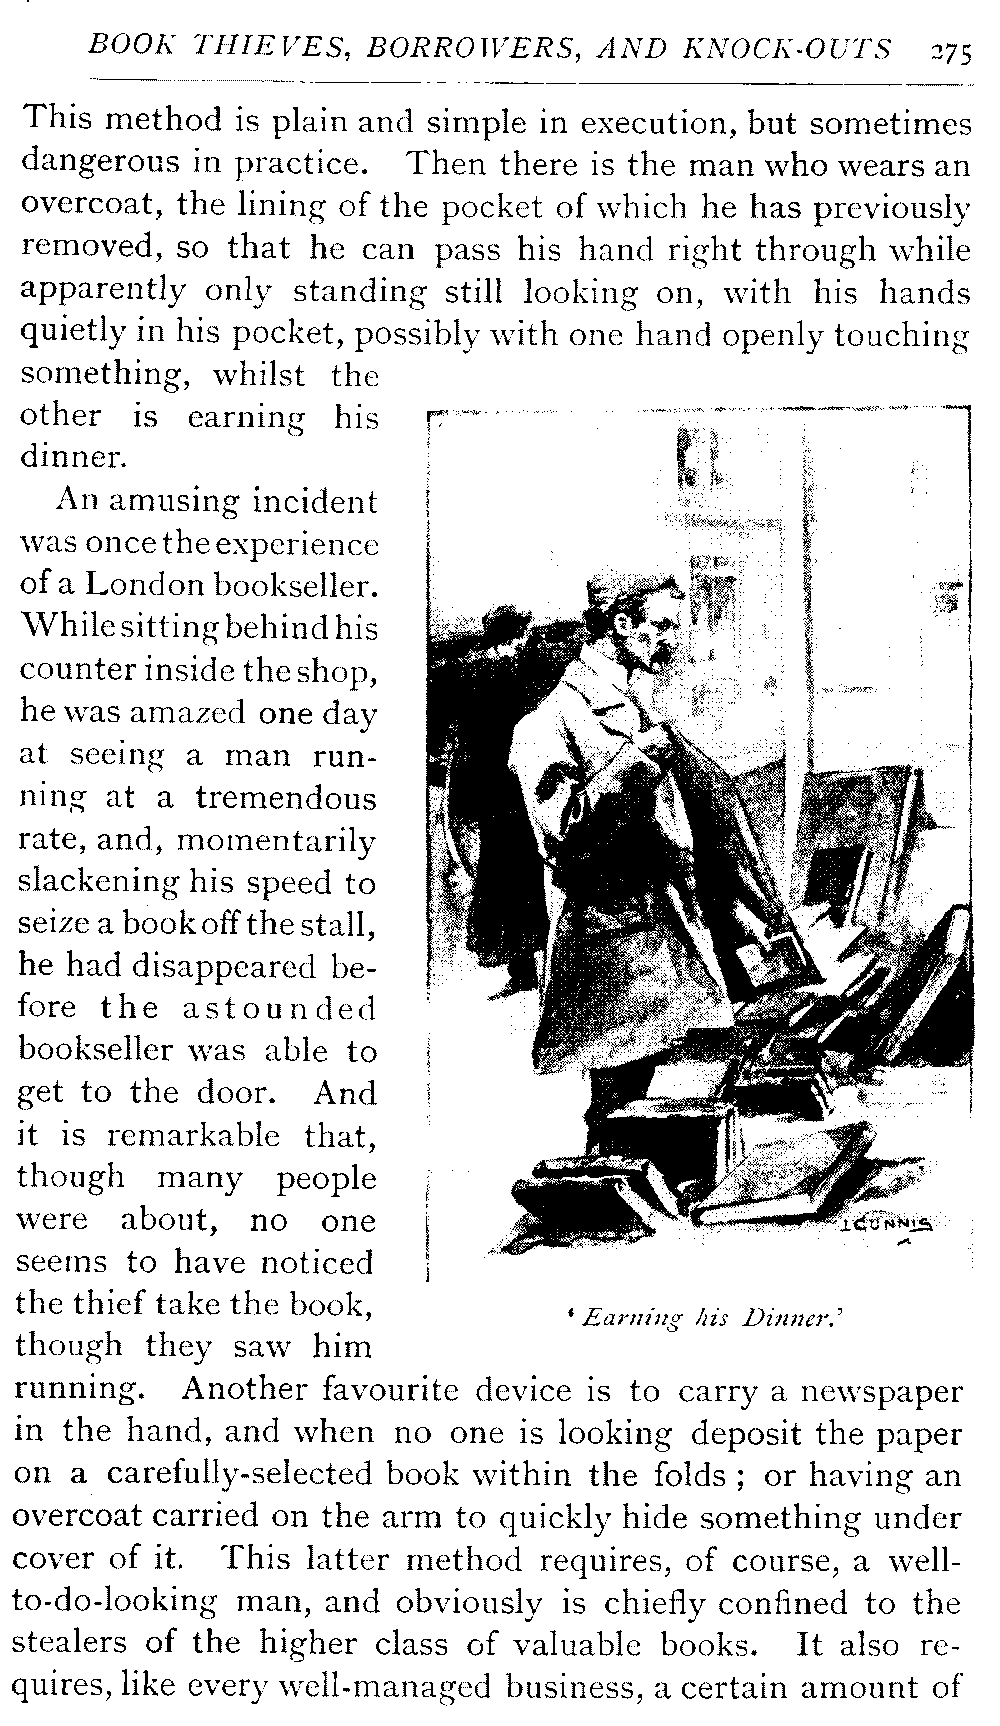 BOOK THIEVES, BORROWERS, AND KNOCK-OUTS 275
This method is plain and simple in execution, but sometimes
dangerous in practice. Then there is the man who wears an
overcoat, the lining of the pocket of which he has previously
removed, so that he can pass his hand right through while
apparently only standing still looking on, with his hands
quietly in his pocket, possibly with one hand openly touching
something, whilst the
other is earning his
dinner.
An amusing incident
was once the experience
of a London bookseller.
While sitting behind his
counter inside the shop,
he was amazed one day
at seeing a man run-
ning at a tremendous
rate, and, momentarily
slackening his speed to
seize a book off the stall,
he had disappeared be-
fore the astounded
bookseller was able to
get to the door. And
it is remarkable that,
though many people
were about, no one
seems to have noticed
the thief take the book,
though they saw him
running. Another favourite device is to carry a newspaper
in the hand, and when no one is looking deposit the paper
on a carefully-selected book within the folds; or having an
overcoat carried on the arm to quickly hide something under
cover of it. This latter method requires, of course, a well-
to-do-looking man, and obviously is chiefly confined to the
stealers of the higher class of valuable books. It also re-
quires, like every well-managed business, a certain amount of
I. GUNNIS
‘Earning his Dinner.’